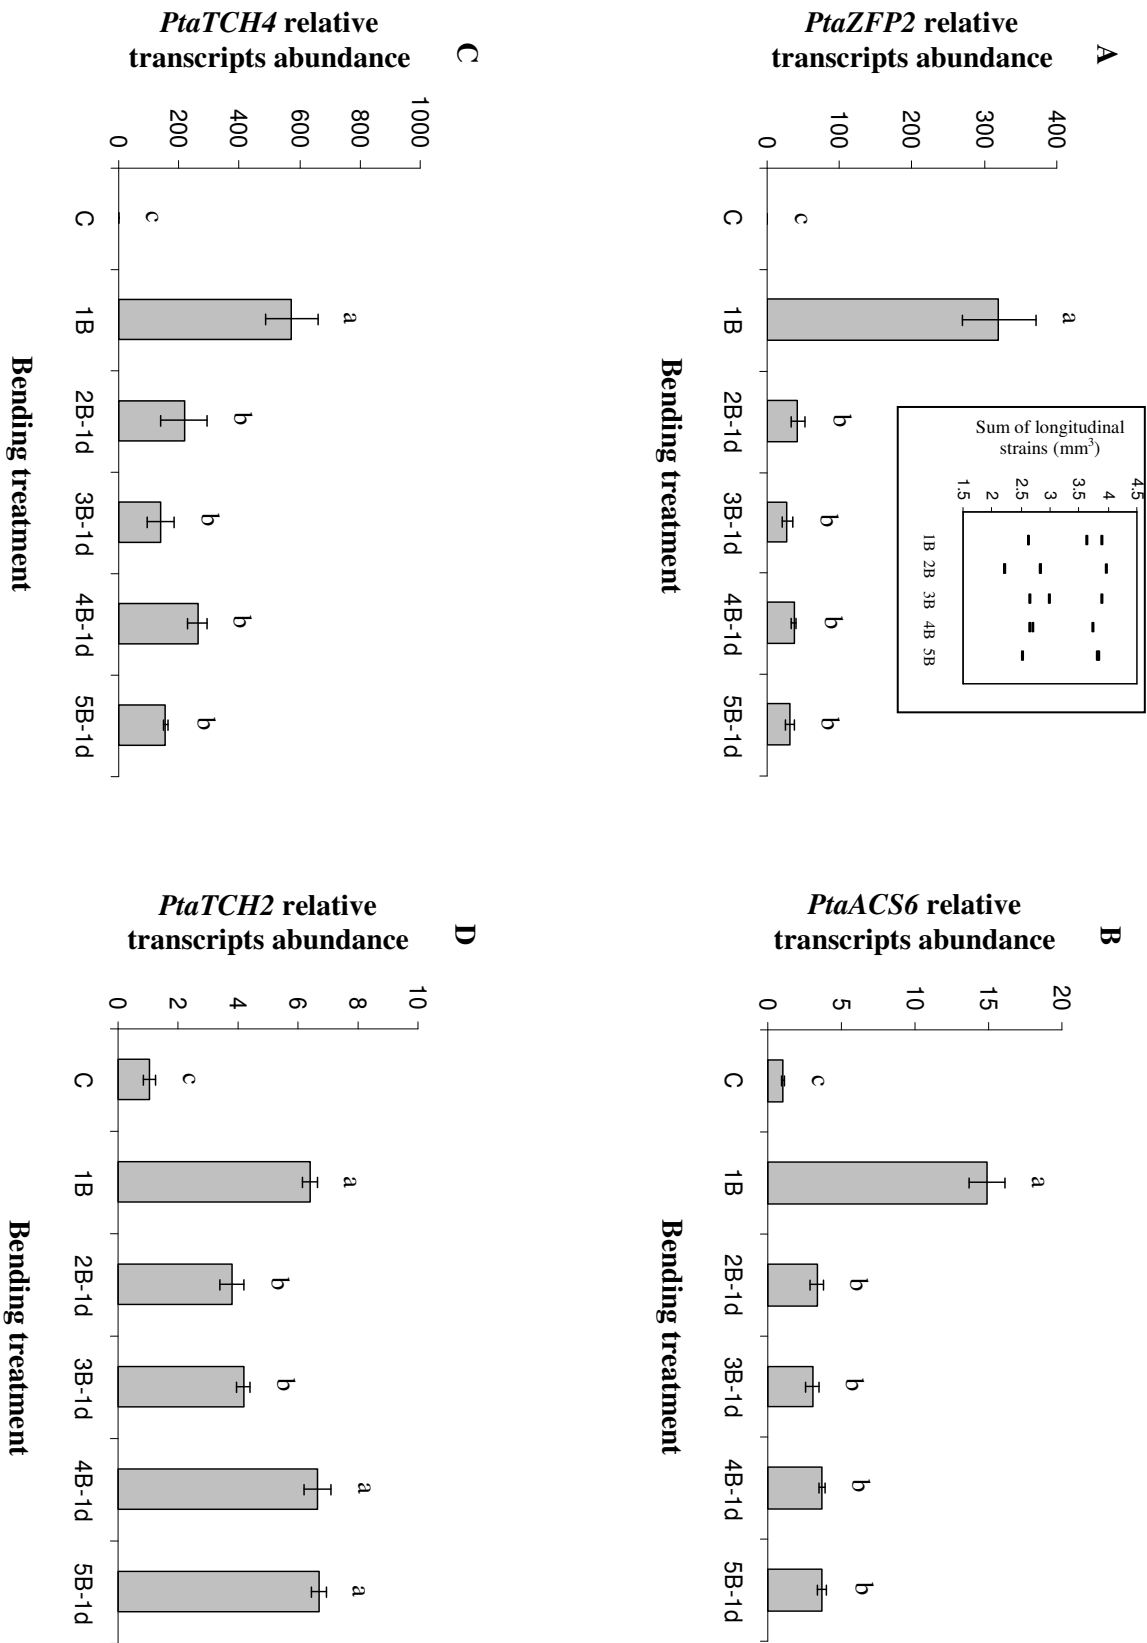 A
PtaZFP2 relative
transcripts abundance
0
100
200
300
400
c
a
b
b
b
b
C
1B
2B-1d
3B-1d
4B-1d
5B-1d
Bending treatment
Sum of longitudinal
strains (mm³)
1.5
2
2.5
3
3.5
4
4.5
1B
2B
3B
4B
5B
B
PtaACS6 relative
transcripts abundance
0
5
10
15
20
c
a
b
b
b
b
C
1B
2B-1d
3B-1d
4B-1d
5B-1d
Bending treatment
C
PtaTCH4 relative
transcripts abundance
0
200
400
600
800
1000
c
a
b
b
b
b
C
1B
2B-1d
3B-1d
4B-1d
5B-1d
Bending treatment
D
PtaTCH2 relative
transcripts abundance
0
2
4
6
8
10
c
a
b
b
a
a
C
1B
2B-1d
3B-1d
4B-1d
5B-1d
Bending treatment